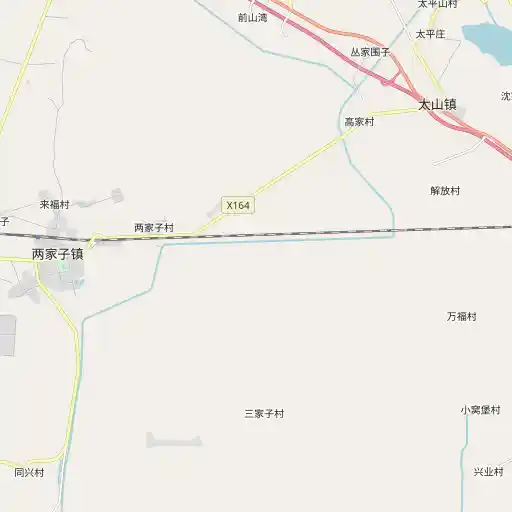 太平山村
前山湾
太平庄
丛家围子
沈
太山镇
高家村
解放村
来福村
X164
子
两家子村
两家子镇
万福村
小窝堡村
三家子村
同兴村
兴业村